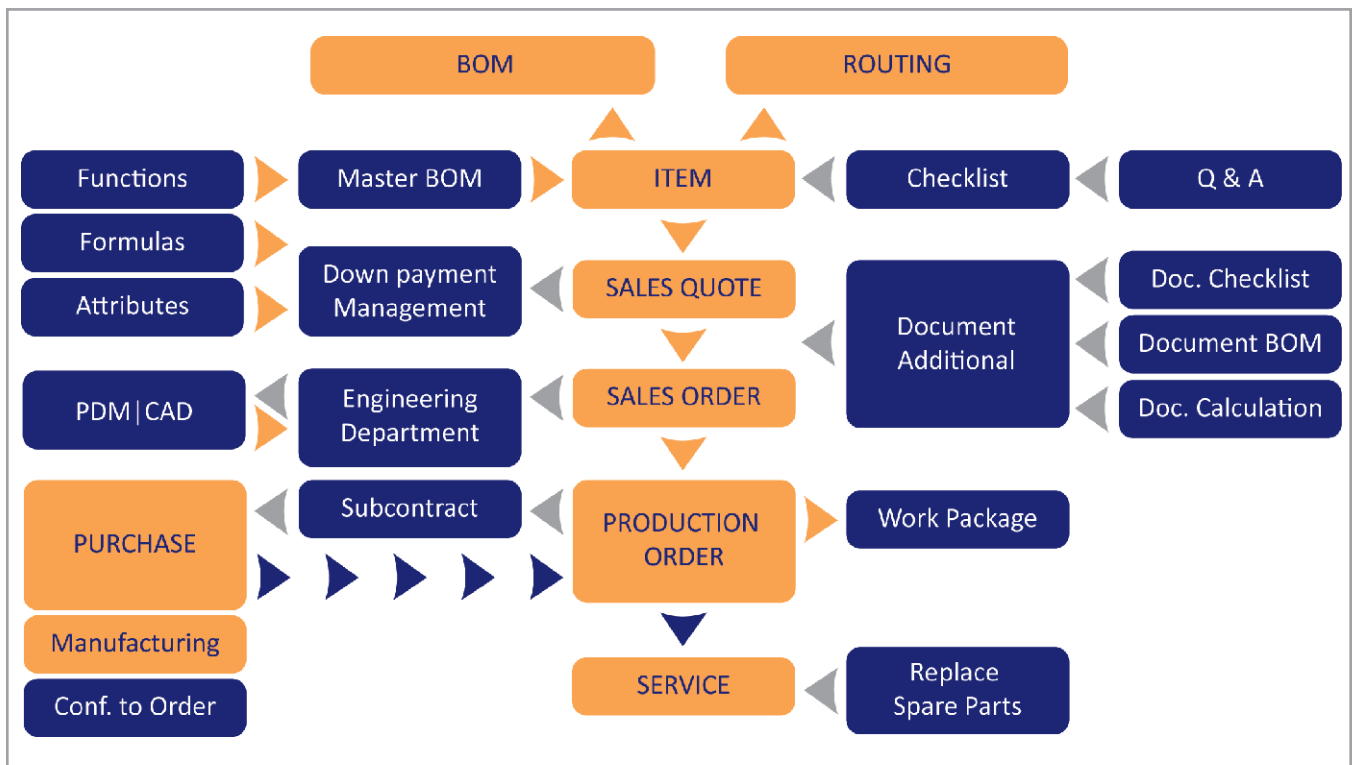 BOM
ROUTING
Functions
Master BOM
ITEM
Checklist
Q & A
Formulas
Attributes
Down payment
Management
SALES QUOTE
Document
Additional
Doc. Checklist
Document BOM
Doc. Calculation
PDM|CAD
Engineering
Department
SALES ORDER
PURCHASE
Subcontract
PRODUCTION
ORDER
Work Package
Manufacturing
Conf. to Order
SERVICE
Replace
Spare Parts